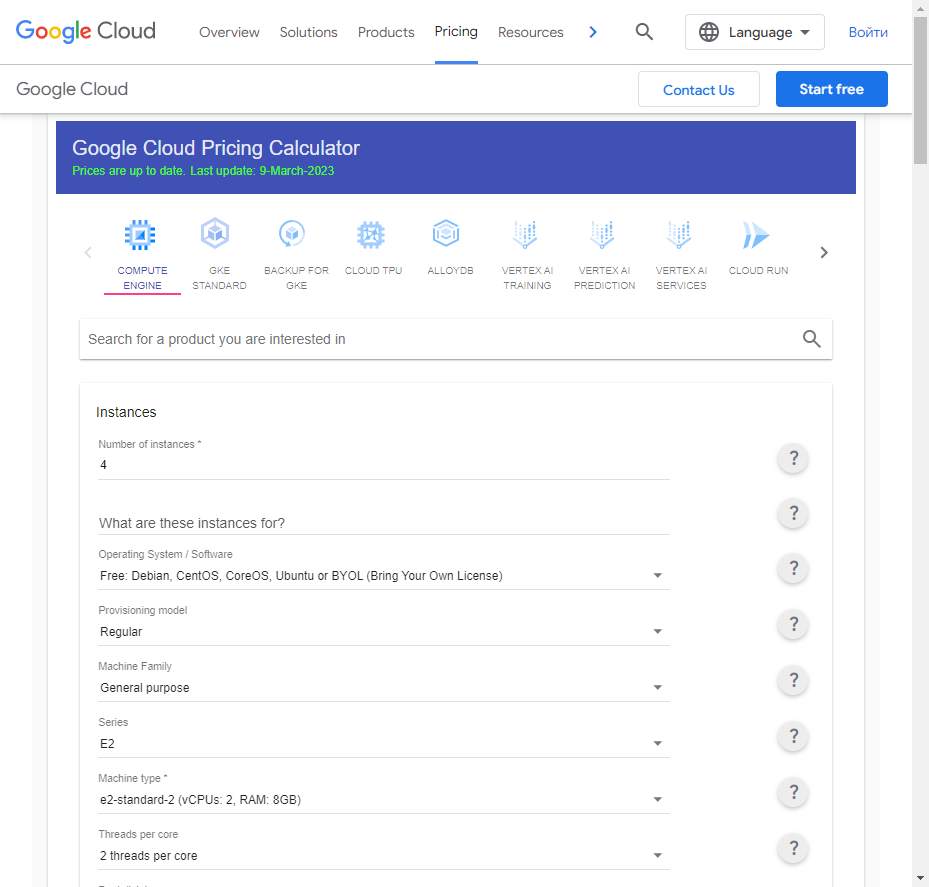 Google Cloud
Overview Solutions Products Pricing Resources Language Войти
Google Cloud Contact Us Start free
Google Cloud Pricing Calculator
Prices are up to date. Last update: 9-March-2023
COMPUTE ENGINE
GKE STANDARD
BACKUP FOR GKE
CLOUD TPU
ALLOYDB
VERTEX AI TRAINING
VERTEX AI PREDICTION
VERTEX AI SERVICES
CLOUD RUN
Search for a product you are interested in
Instances
Number of instances *
4
?
What are these instances for?
?
Operating System / Software
Free: Debian, CentOS, CoreOS, Ubuntu or BYOL (Bring Your Own License)
?
Provisioning model
Regular
?
Machine Family
General purpose
?
Series
E2
?
Machine type *
e2-standard-2 (vCPUs: 2, RAM: 8GB)
?
Threads per core
2 threads per core
?